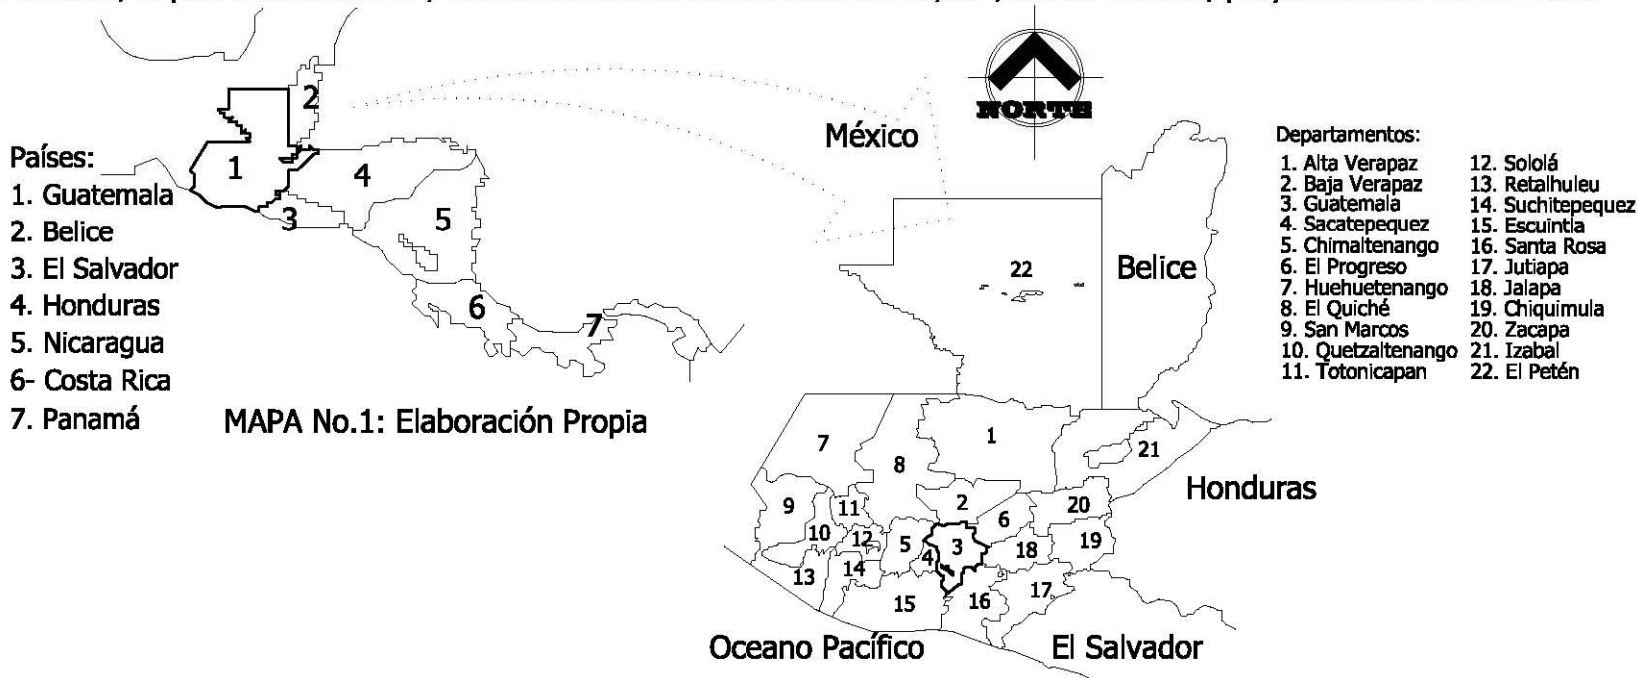 Países:
1. Guatemala
2. Belice
3. El Salvador
4. Honduras
5. Nicaragua
6- Costa Rica
7. Panamá
1
2
3
4
5
6
7
MAPA No.1: Elaboración Propia
NORTE
México
Belice
Honduras
El Salvador
Oceano Pacífico
22
1
7
8
21
9
11
2
20
10
12
5
3
6
19
4
18
13
14
17
15
16
Departamentos:
1. Alta Verapaz
2. Baja Verapaz
3. Guatemala
4. Sacatepequez
5. Chimaltenango
6. El Progreso
7. Huehuetenango
8. El Quiché
9. San Marcos
10. Quetzaltenango
11. Totonicapan
12. Sololá
13. Retalhuleu
14. Suchitepequez
15. Escuintla
16. Santa Rosa
17. Jutiapa
18. Jalapa
19. Chiquimula
20. Zacapa
21. Izabal
22. El Petén